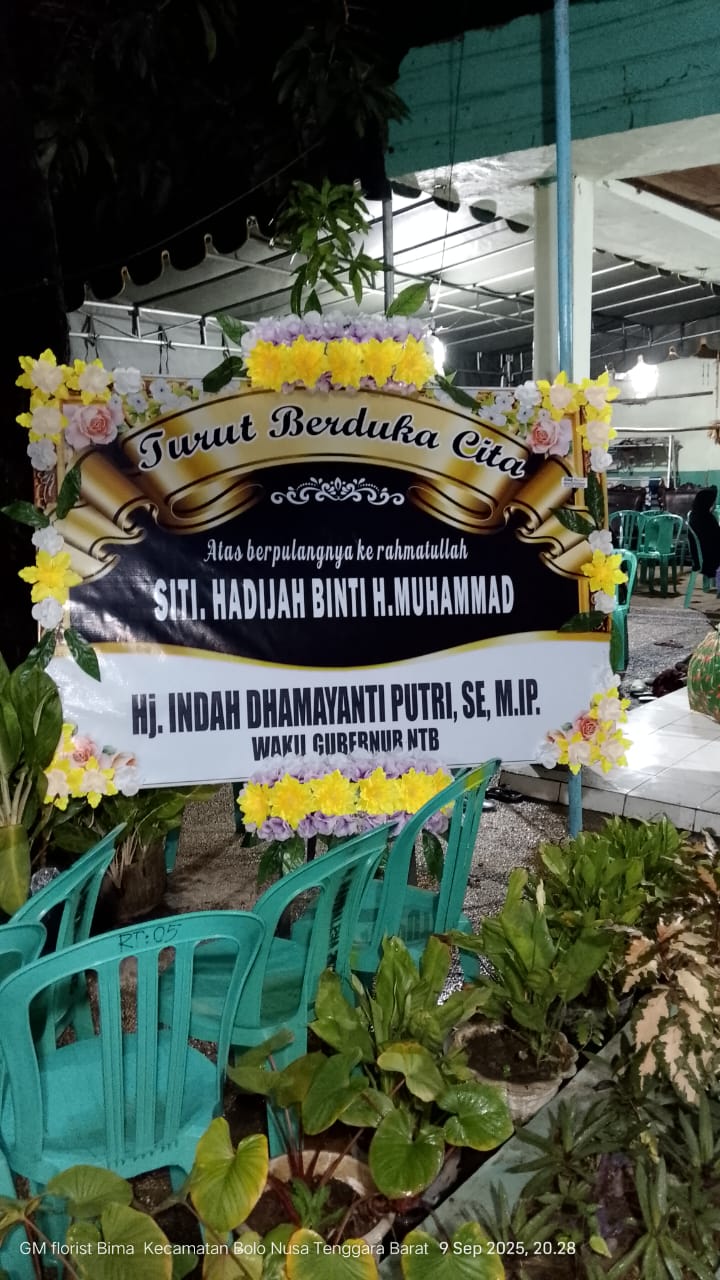 Turut Berduka Cita
Atas berpulangnya ke rahmatullah
SITI. HADIJAH BINTI H.MUHAMMAD
Hj. INDAH DHAMAYANTI PUTRI, SE, M.IP.
WAKIL GUBERNUR NTB
RT:05
GM florist Bima Kecamatan Bolo Nusa Tenggara Barat 9 Sep 2025, 20.28